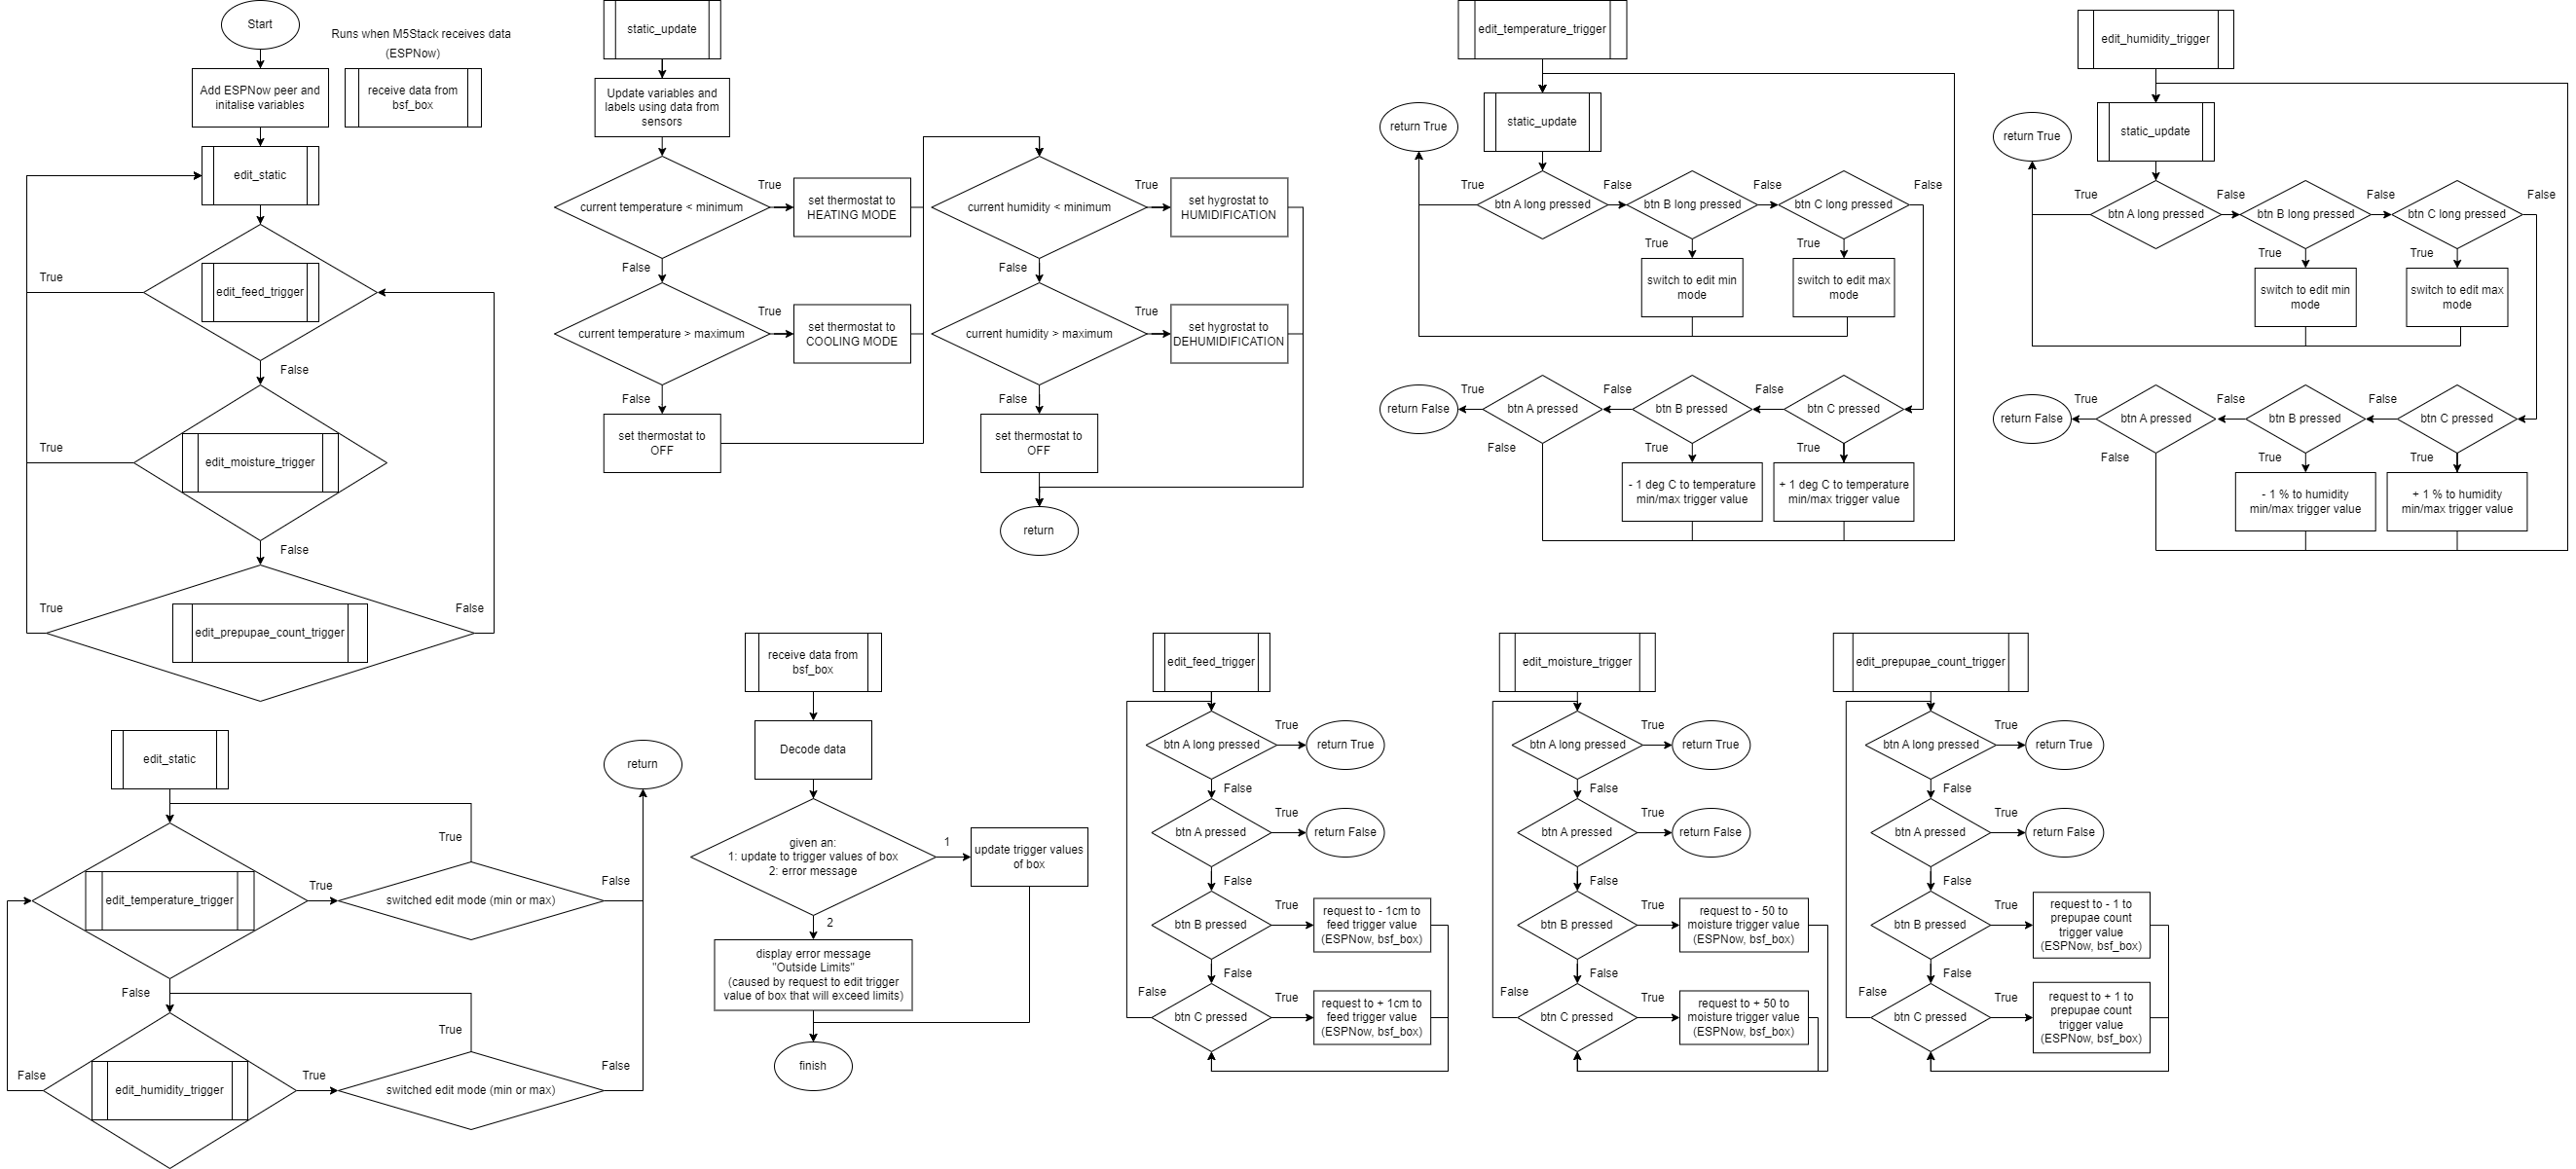 Start
Runs when M5Stack receives data
(ESPNow)
Add ESPNow peer and
initalise variables
receive data from
bsf_box
edit_static
True
edit_feed_trigger
False
True
edit_moisture_trigger
False
True
False
edit_prepupae_count_trigger
static_update
Update variables and
labels using data from
sensors
current temperature < minimum
True
set thermostat to
HEATING MODE
False
current temperature > maximum
True
set thermostat to
COOLING MODE
False
set thermostat to
OFF
current humidity < minimum
True
set hygrostat to
HUMIDIFICATION
False
current humidity > maximum
True
set hygrostat to
DEHUMIDIFICATION
False
set thermostat to
OFF
return
edit_temperature_trigger
return True
static_update
True
btn A long pressed
False
btn B long pressed
False
btn C long pressed
False
True
switch to edit min
mode
True
switch to edit max
mode
return False
True
btn A pressed
False
btn B pressed
False
btn C pressed
False
True
- 1 deg C to temperature
min/max trigger value
True
+ 1 deg C to temperature
min/max trigger value
edit_humidity_trigger
return True
static_update
True
btn A long pressed
False
btn B long pressed
False
btn C long pressed
False
True
switch to edit min
mode
True
switch to edit max
mode
return False
True
btn A pressed
False
btn B pressed
False
btn C pressed
False
True
- 1 % to humidity
min/max trigger value
True
+ 1 % to humidity
min/max trigger value
edit_static
return
True
edit_temperature_trigger
True
switched edit mode (min or max)
False
False
True
False
edit_humidity_trigger
True
switched edit mode (min or max)
False
receive data from
bsf_box
Decode data
given an:
1: update to trigger values of box
2: error message
1
update trigger values
of box
2
display error message
"Outside Limits"
(caused by request to edit trigger
value of box that will exceed limits)
finish
edit_feed_trigger
btn A long pressed
True
return True
False
btn A pressed
True
return False
False
btn B pressed
True
request to - 1cm to
feed trigger value
(ESPNow, bsf_box)
False
False
btn C pressed
True
request to + 1cm to
feed trigger value
(ESPNow, bsf_box)
edit_moisture_trigger
btn A long pressed
True
return True
False
btn A pressed
True
return False
False
btn B pressed
True
request to - 50 to
moisture trigger value
(ESPNow, bsf_box)
False
False
btn C pressed
True
request to + 50 to
moisture trigger value
(ESPNow, bsf_box)
edit_prepupae_count_trigger
btn A long pressed
True
return True
False
btn A pressed
True
return False
False
btn B pressed
True
request to - 1 to
prepupae count
trigger value
(ESPNow, bsf_box)
False
False
btn C pressed
True
request to + 1 to
prepupae count
trigger value
(ESPNow, bsf_box)